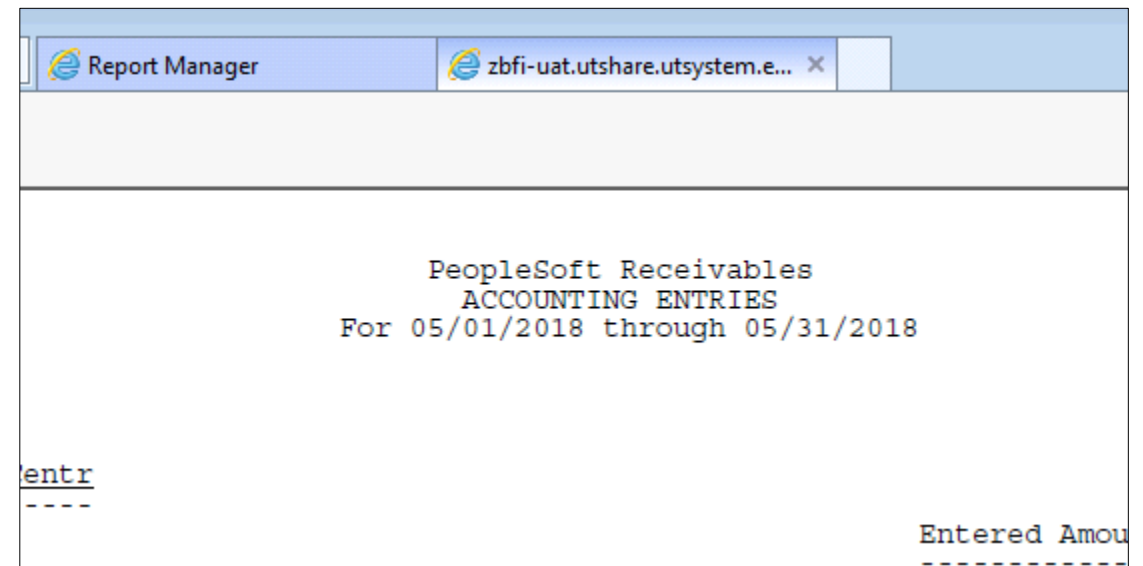 Report Manager
zbfi-uat.utshare.utsystem.e...
PeopleSoft Receivables
ACCOUNTING ENTRIES
For 05/01/2018 through 05/31/2018
entr
----
Entered Amou
------------